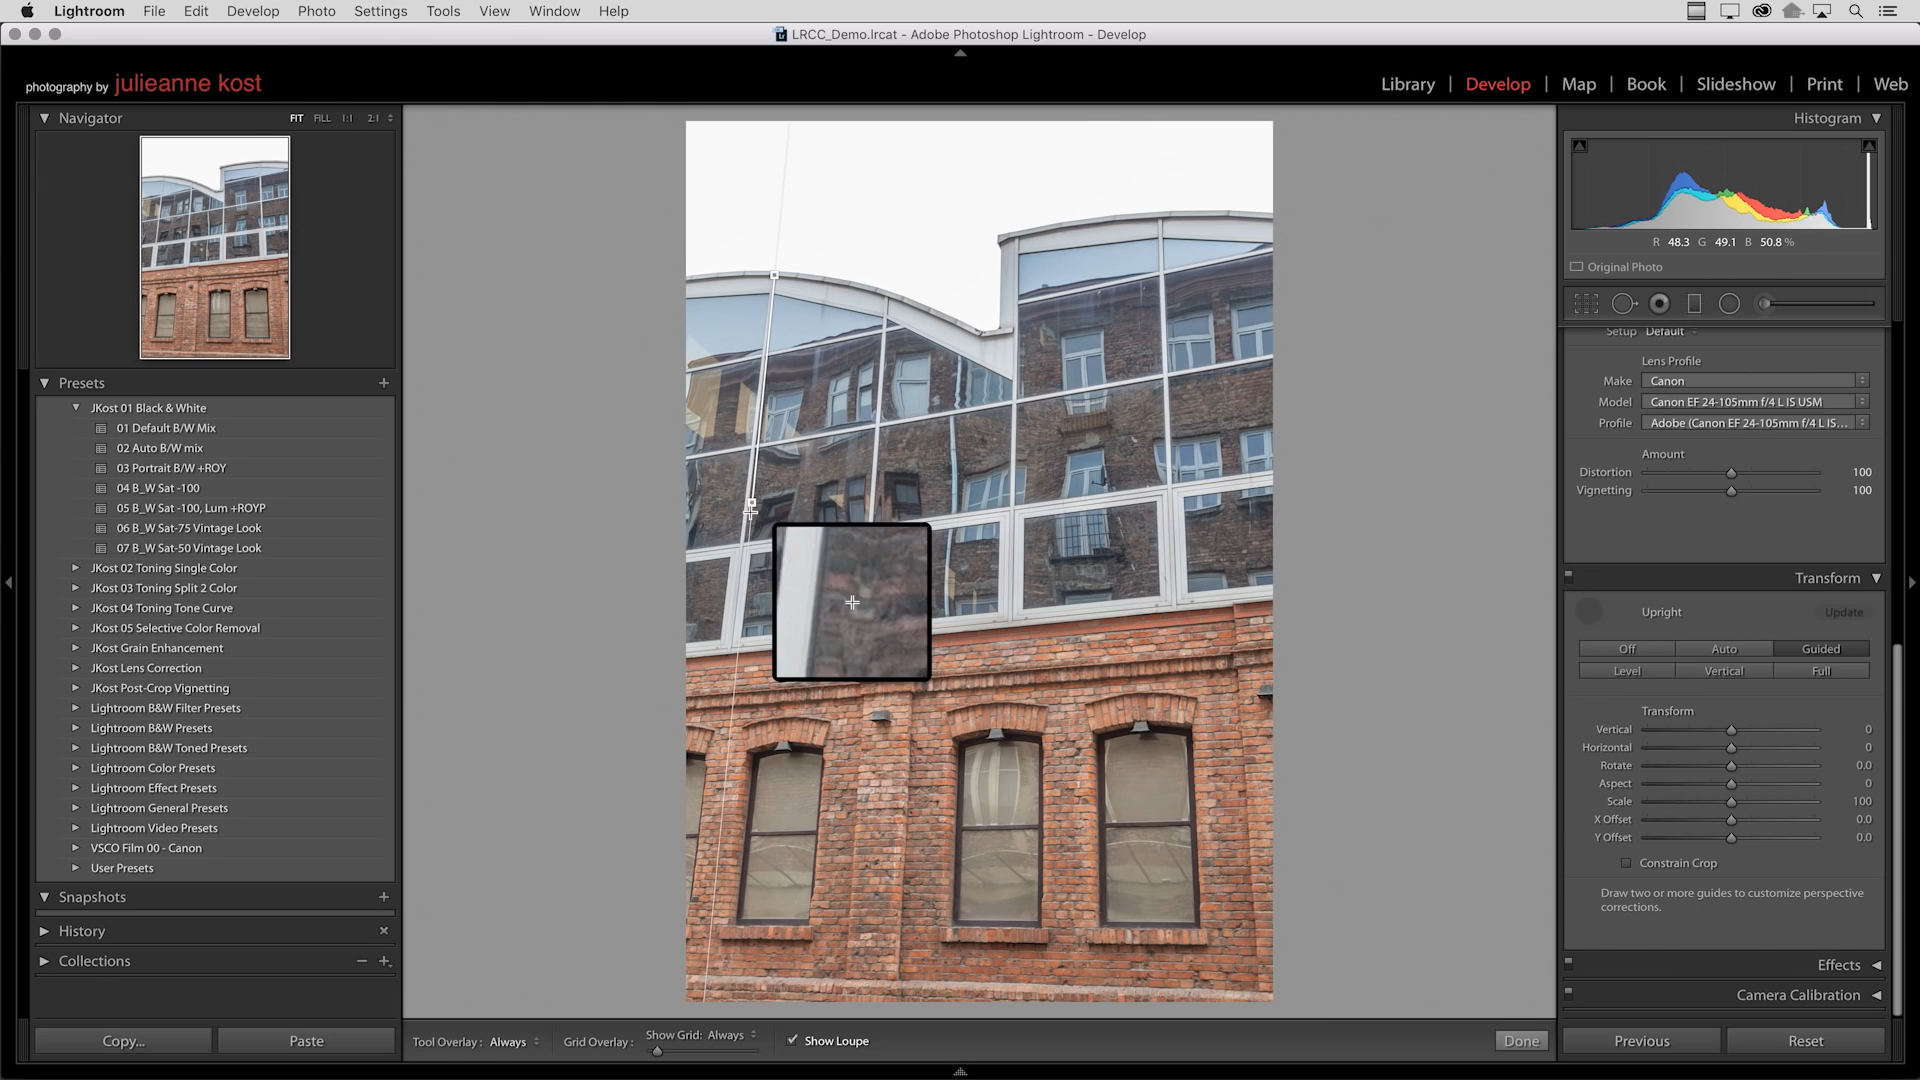 Lightroom File Edit Develop Photo Settings Tools View Window Help
LRCC_Demo.lrcat - Adobe Photoshop Lightroom - Develop
photography by julieanne kost
Library | Develop | Map | Book | Slideshow | Print | Web
Navigator FIT FILL 1:1 2:1
Presets +
JKost 01 Black & White
01 Default B/W Mix
02 Auto B/W mix
03 Portrait B/W +ROY
04 B_W Sat -100
05 B_W Sat -100, Lum +ROYP
06 B_W Sat-75 Vintage Look
07 B_W Sat-50 Vintage Look
JKost 02 Toning Single Color
JKost 03 Toning Split 2 Color
JKost 04 Toning Tone Curve
JKost 05 Selective Color Removal
JKost Grain Enhancement
JKost Lens Correction
JKost Post-Crop Vignetting
Lightroom B&W Filter Presets
Lightroom B&W Presets
Lightroom B&W Toned Presets
Lightroom Color Presets
Lightroom Effect Presets
Lightroom General Presets
Lightroom Video Presets
VSCO Film 00 - Canon
User Presets
Snapshots +
History ×
Collections − +
Copy... Paste
Tool Overlay : Always Grid Overlay : Show Grid: Always Show Loupe Done
Histogram
R 48.3 G 49.1 B 50.8 %
Original Photo
Setup Default
Lens Profile
Make Canon
Model Canon EF 24-105mm f/4 L IS USM
Profile Adobe (Canon EF 24-105mm f/4 L IS...
Amount
Distortion 100
Vignetting 100
Transform
Upright Update
Off Auto Guided
Level Vertical Full
Transform
Vertical 0
Horizontal 0
Rotate 0.0
Aspect 0
Scale 100
X Offset 0.0
Y Offset 0.0
Constrain Crop
Draw two or more guides to customize perspective
corrections.
Effects
Camera Calibration
Previous Reset